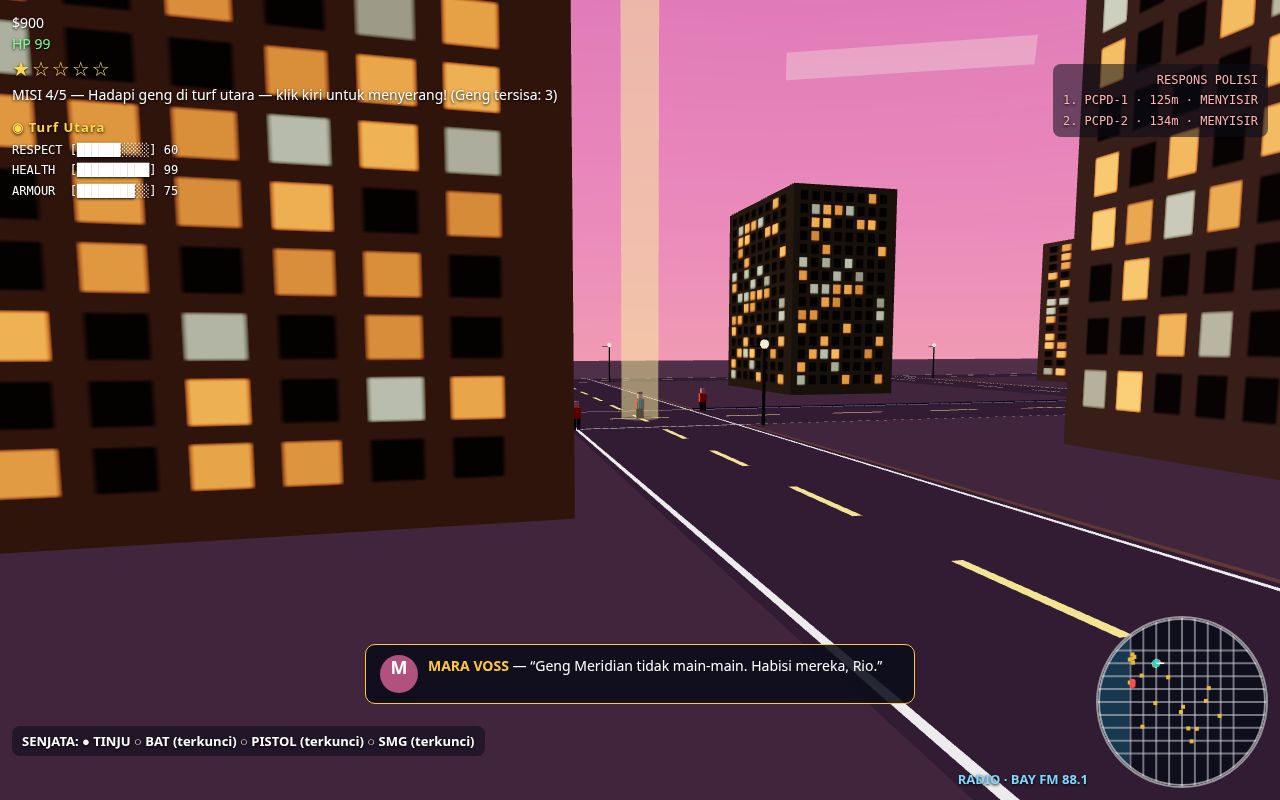 $900
HP 99
★☆☆☆☆
MISI 4/5 — Hadapi geng di turf utara — klik kiri untuk menyerang! (Geng tersisa: 3)
◉ Turf Utara
RESPECT [██████░░░░] 60
HEALTH [██████████] 99
ARMOUR [████████░░] 75
RESPONS POLISI
1. PCPD-1 · 125m · MENYISIR
2. PCPD-2 · 134m · MENYISIR
M
MARA VOSS — “Geng Meridian tidak main-main. Habisi mereka, Rio.”
SENJATA: ● TINJU ○ BAT (terkunci) ○ PISTOL (terkunci) ○ SMG (terkunci)
RADIO · BAY FM 88.1